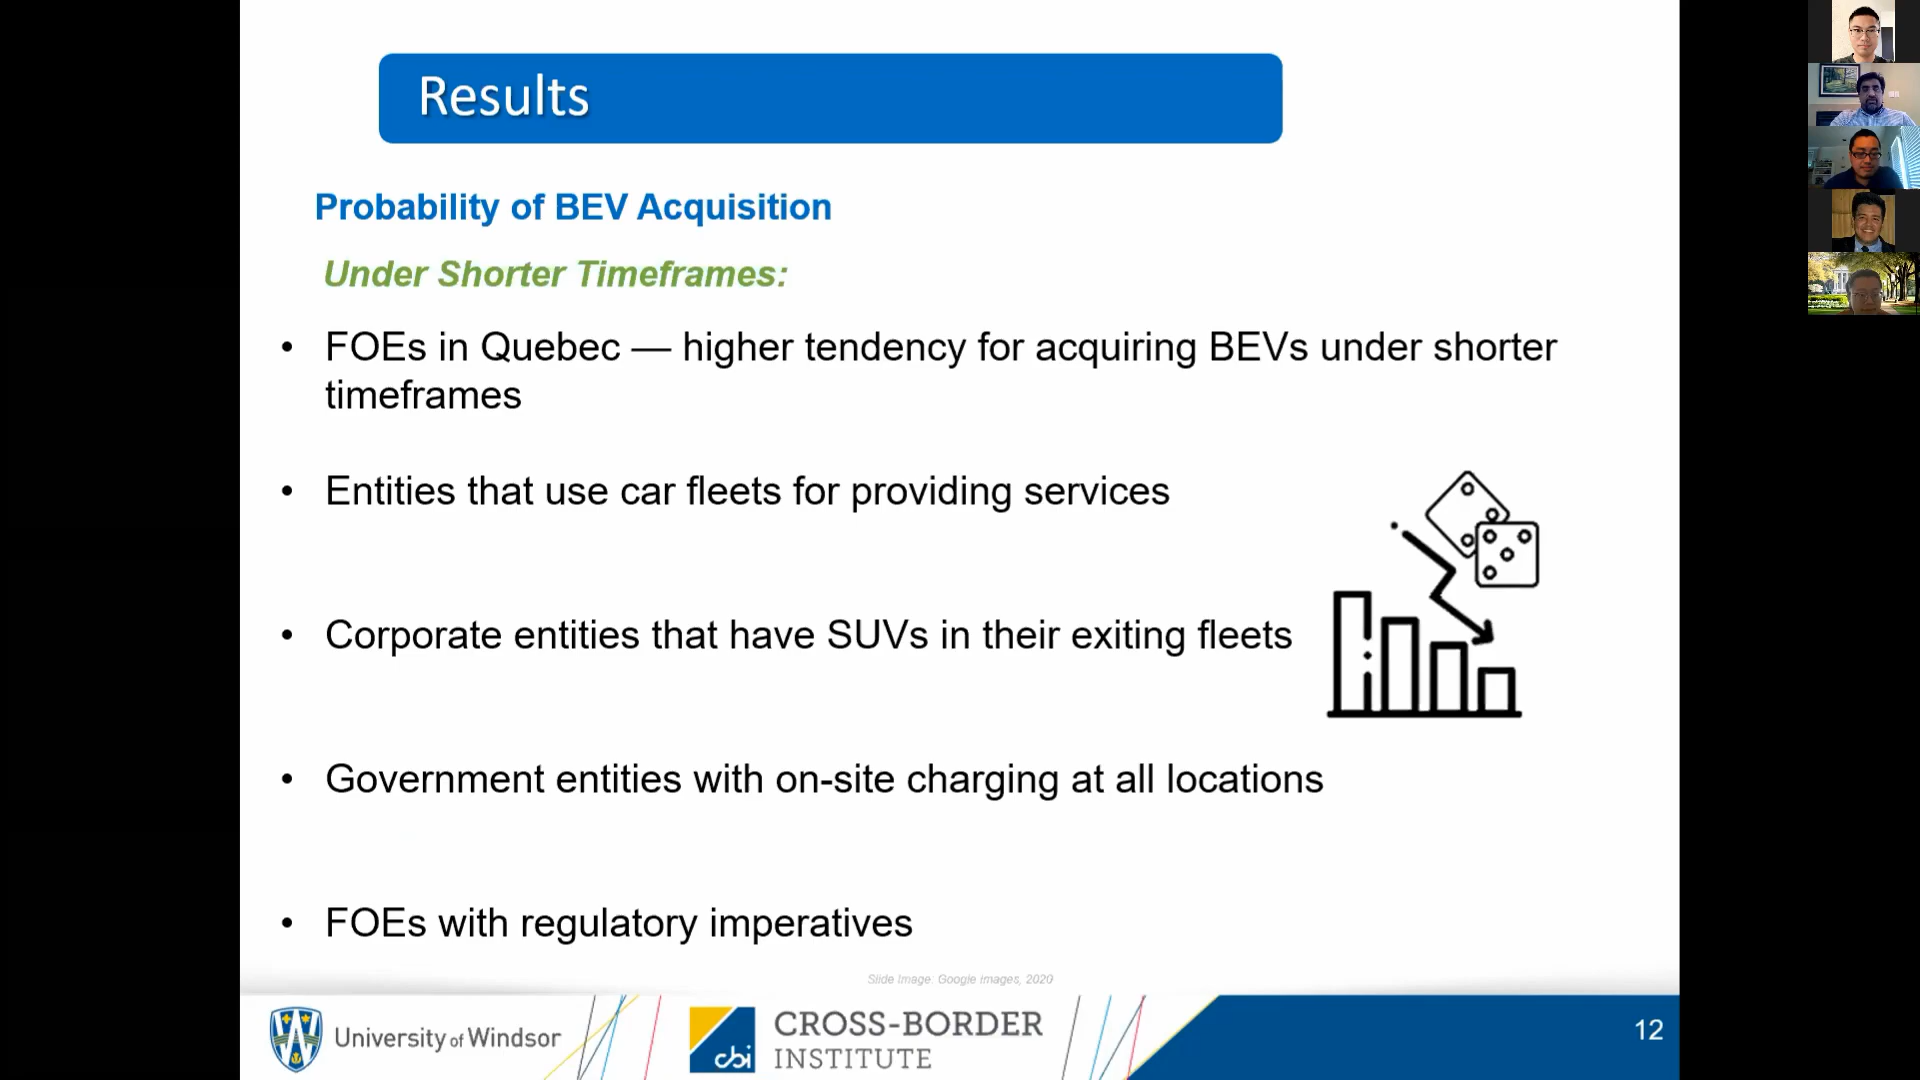 Results
Probability of BEV Acquisition
Under Shorter Timeframes:
• FOEs in Quebec — higher tendency for acquiring BEVs under shorter
timeframes
• Entities that use car fleets for providing services
• Corporate entities that have SUVs in their exiting fleets
• Government entities with on-site charging at all locations
• FOEs with regulatory imperatives
Slide Image: Google images, 2020
University of Windsor
cbi
CROSS-BORDER
INSTITUTE
12